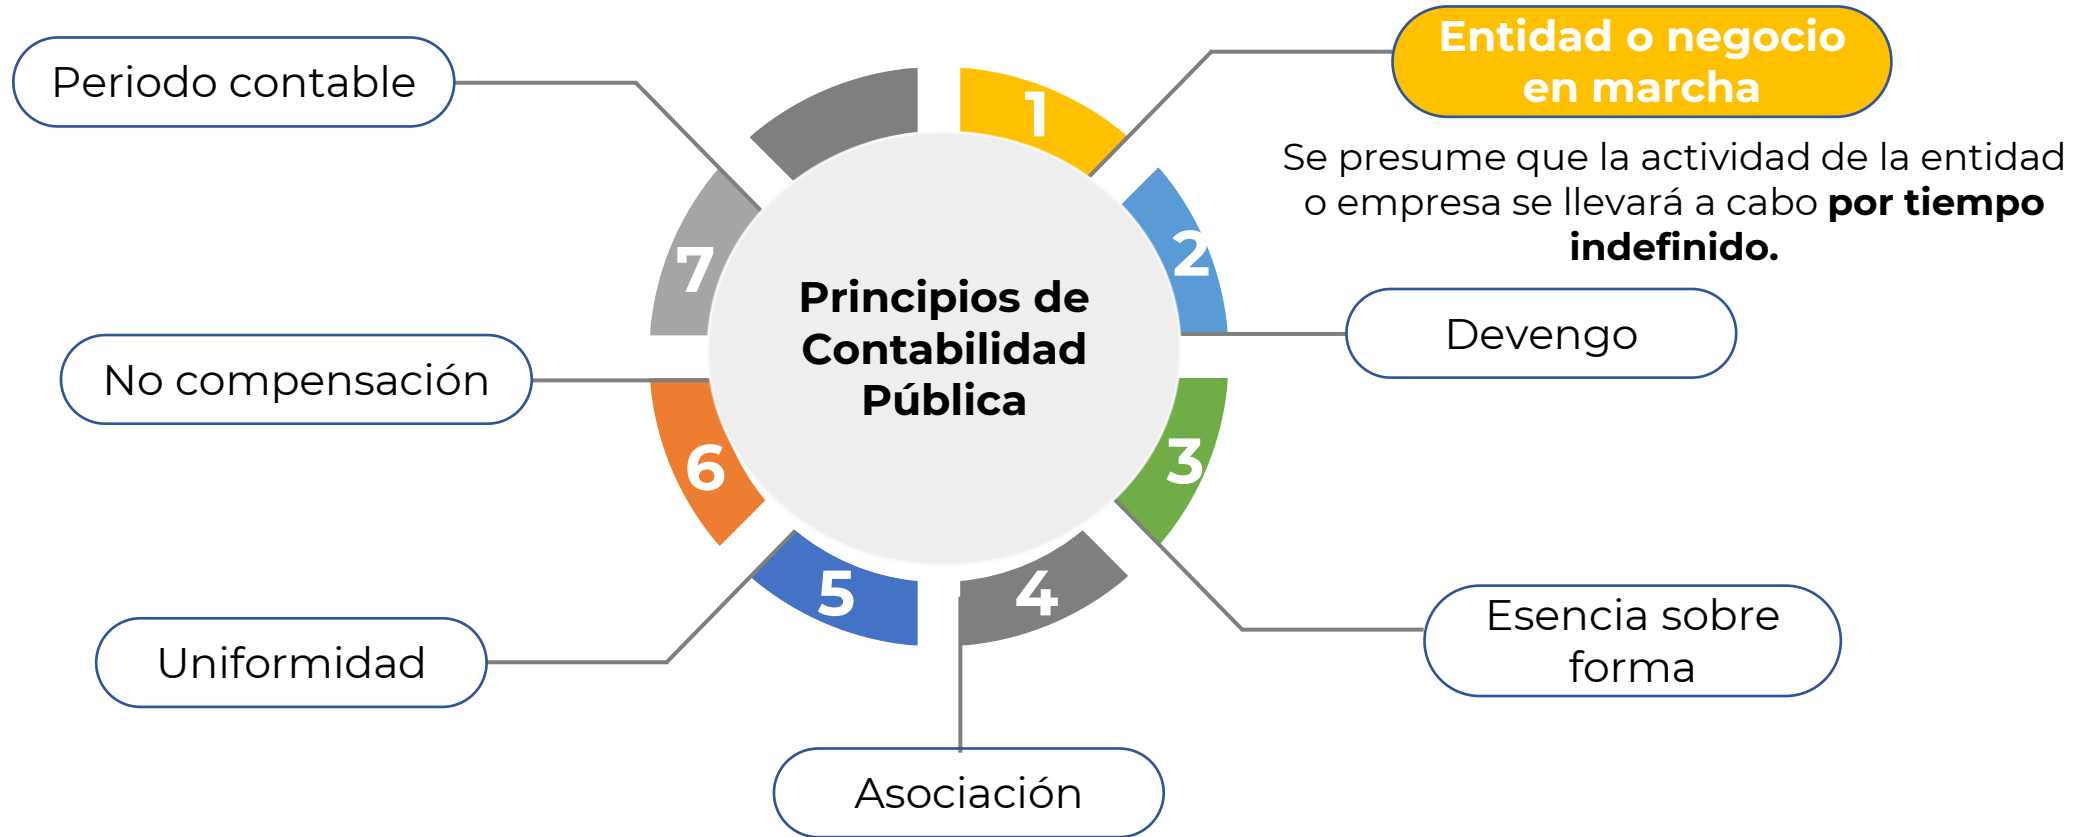 Principios de
Contabilidad
Pública
1
Entidad o negocio
en marcha
Se presume que la actividad de la entidad
o empresa se llevará a cabo por tiempo
indefinido.
2
Devengo
3
Esencia sobre
forma
4
Asociación
5
Uniformidad
6
No compensación
7
Periodo contable